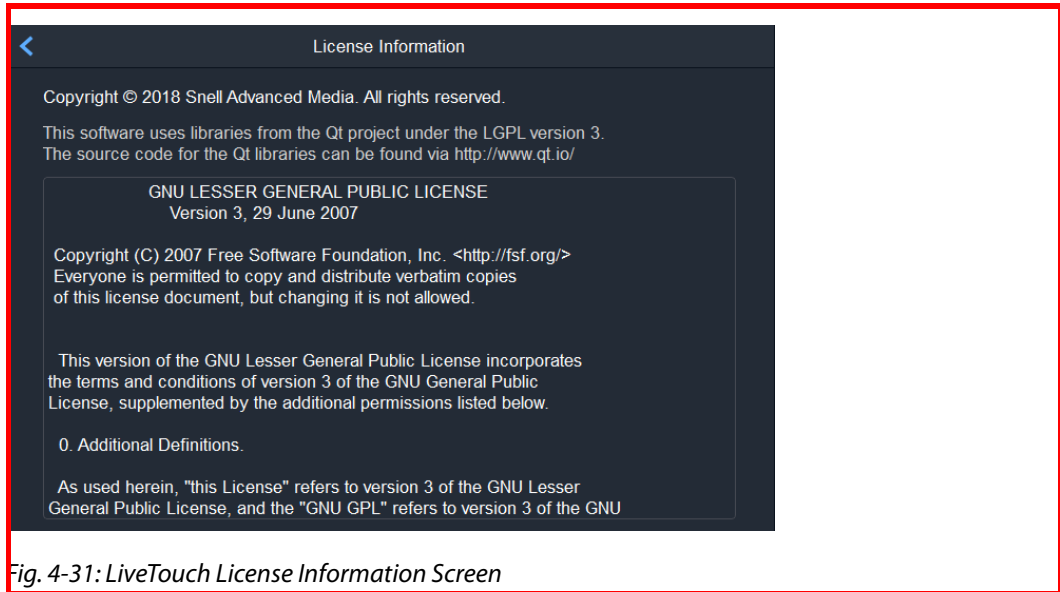 License Information
Copyright © 2018 Snell Advanced Media. All rights reserved.
This software uses libraries from the Qt project under the LGPL version 3.
The source code for the Qt libraries can be found via http://www.qt.io/
GNU LESSER GENERAL PUBLIC LICENSE
Version 3, 29 June 2007
Copyright (C) 2007 Free Software Foundation, Inc. <http://fsf.org/>
Everyone is permitted to copy and distribute verbatim copies
of this license document, but changing it is not allowed.
This version of the GNU Lesser General Public License incorporates
the terms and conditions of version 3 of the GNU General Public
License, supplemented by the additional permissions listed below.
0. Additional Definitions.
As used herein, "this License" refers to version 3 of the GNU Lesser
General Public License, and the "GNU GPL" refers to version 3 of the GNU
Fig. 4-31: LiveTouch License Information Screen